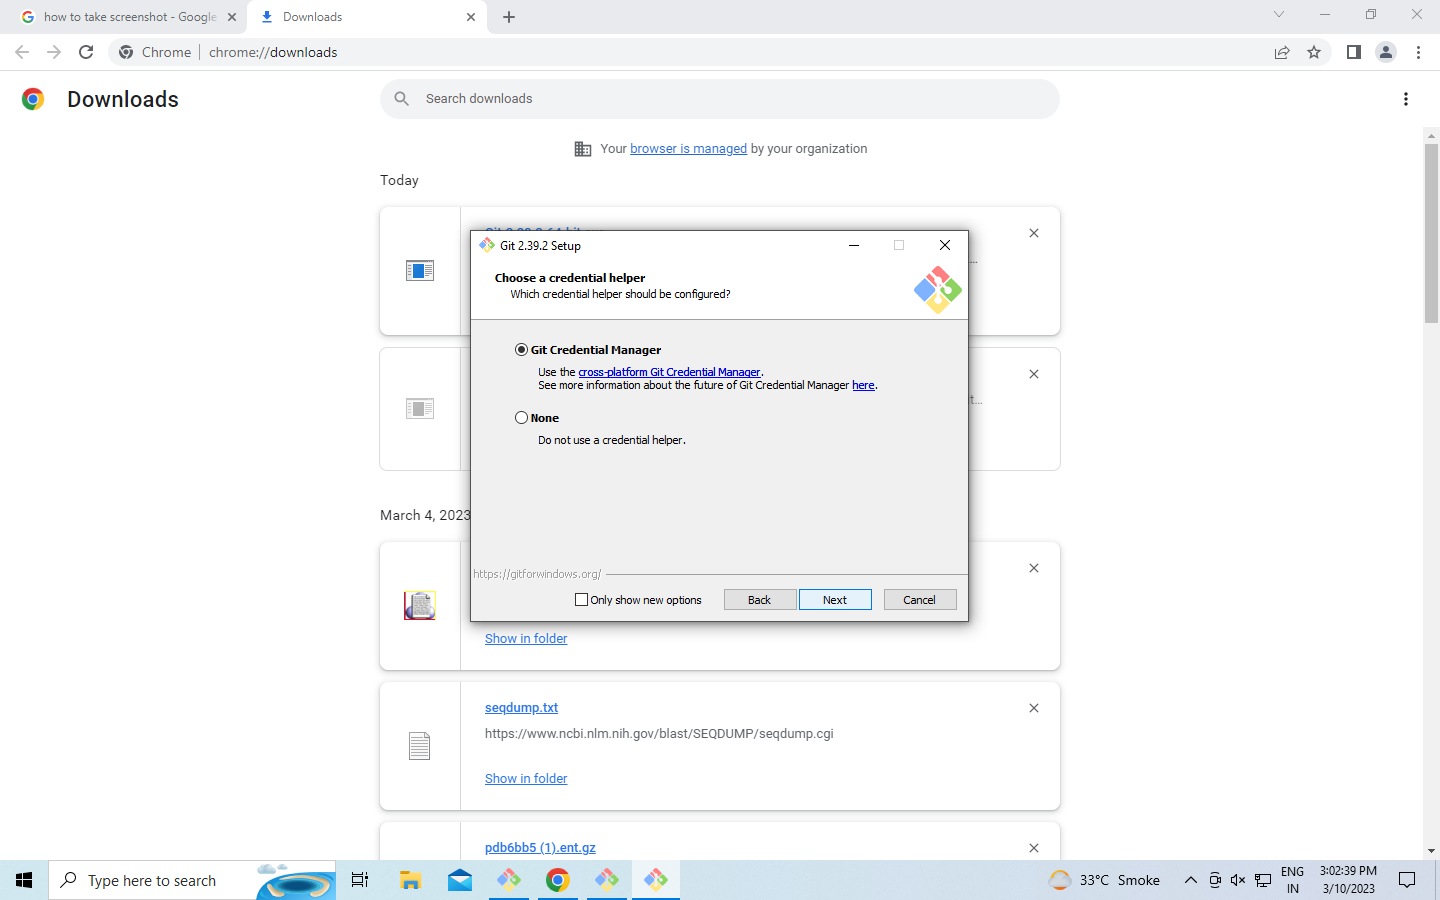 how to take screenshot - Google
Downloads
Chrome
chrome://downloads
Downloads
Search downloads
Your browser is managed by your organization
Today
Git 2.39.2 Setup
Choose a credential helper
Which credential helper should be configured?
Git Credential Manager
Use the cross-platform Git Credential Manager.
See more information about the future of Git Credential Manager here.
None
Do not use a credential helper.
https://gitforwindows.org/
Only show new options
Back
Next
Cancel
March 4, 2023
Show in folder
seqdump.txt
https://www.ncbi.nlm.nih.gov/blast/SEQDUMP/seqdump.cgi
Show in folder
pdb6bb5 (1).ent.gz
Type here to search
33°C Smoke
ENG
IN
3:02:39 PM
3/10/2023